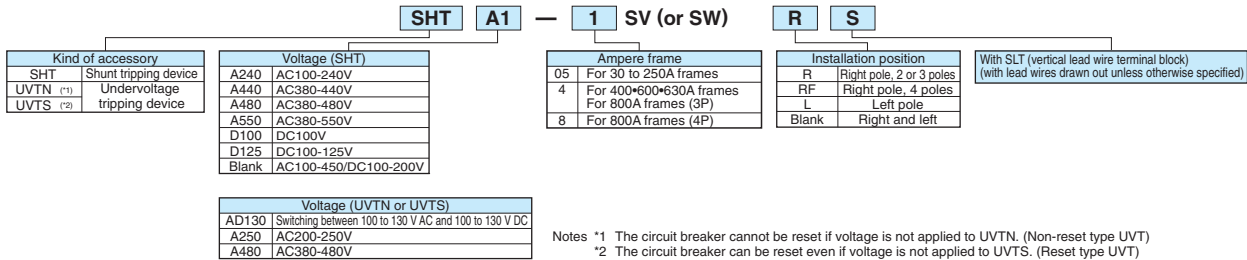 SHT A1 — 1 SV (or SW) R S
Kind of accessory
SHT Shunt tripping device
UVTN (*1) Undervoltage
UVTS (*2) tripping device
Voltage (SHT)
A240 AC100-240V
A440 AC380-440V
A480 AC380-480V
A550 AC380-550V
D100 DC100V
D125 DC100-125V
Blank AC100-450/DC100-200V
Ampere frame
05 For 30 to 250A frames
4 For 400•600•630A frames
For 800A frames (3P)
8 For 800A frames (4P)
Installation position
R Right pole, 2 or 3 poles
RF Right pole, 4 poles
L Left pole
Blank Right and left
With SLT (vertical lead wire terminal block)
(with lead wires drawn out unless otherwise specified)
Voltage (UVTN or UVTS)
AD130 Switching between 100 to 130 V AC and 100 to 130 V DC
A250 AC200-250V
A480 AC380-480V
Notes *1 The circuit breaker cannot be reset if voltage is not applied to UVTN. (Non-reset type UVT)
*2 The circuit breaker can be reset even if voltage is not applied to UVTS. (Reset type UVT)